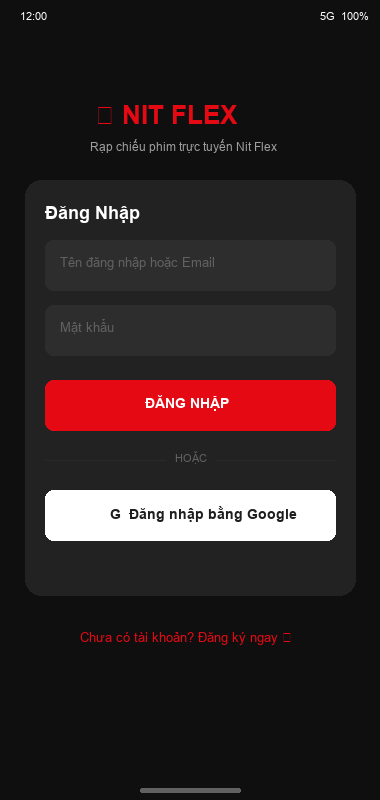 12:00 5G 100%
NIT FLEX
Rạp chiếu phim trực tuyến Nit Flex
Đăng Nhập
Tên đăng nhập hoặc Email
Mật khẩu
ĐĂNG NHẬP
HOẶC
G Đăng nhập bằng Google
Chưa có tài khoản? Đăng ký ngay